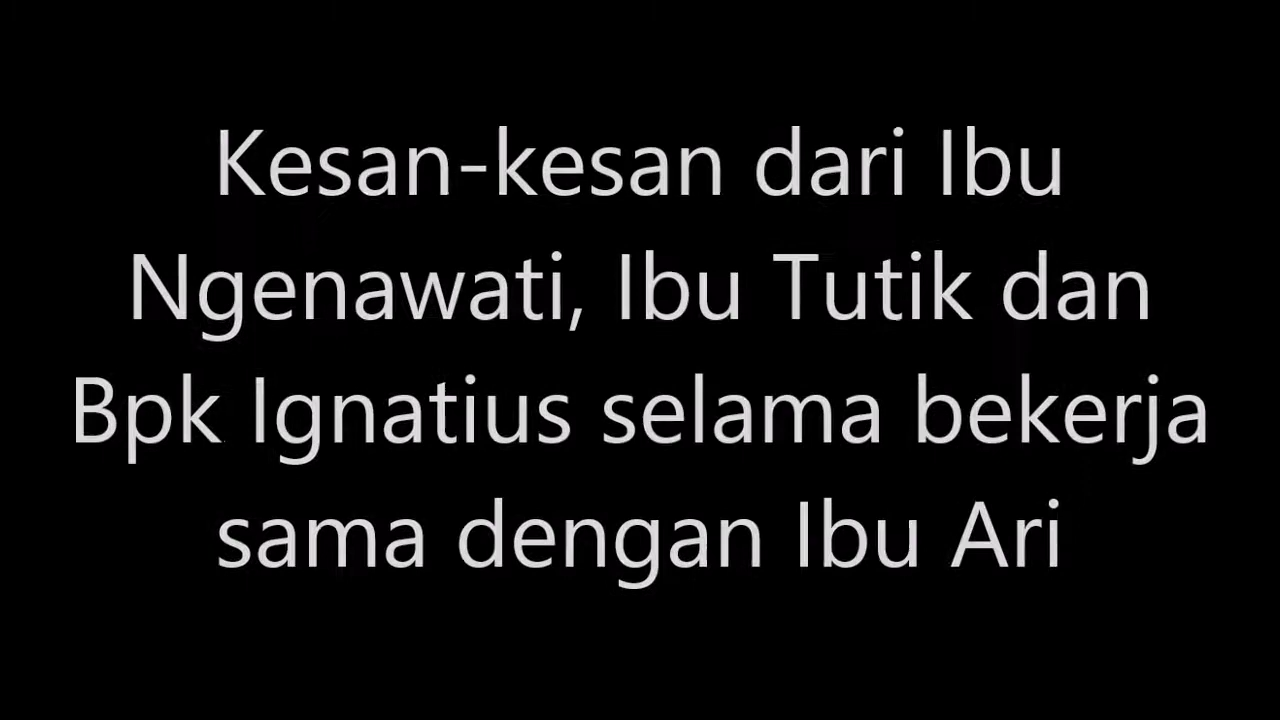 Kesan-kesan dari Ibu
Ngenawati, Ibu Tutik dan
Bpk Ignatius selama bekerja
sama dengan Ibu Ari